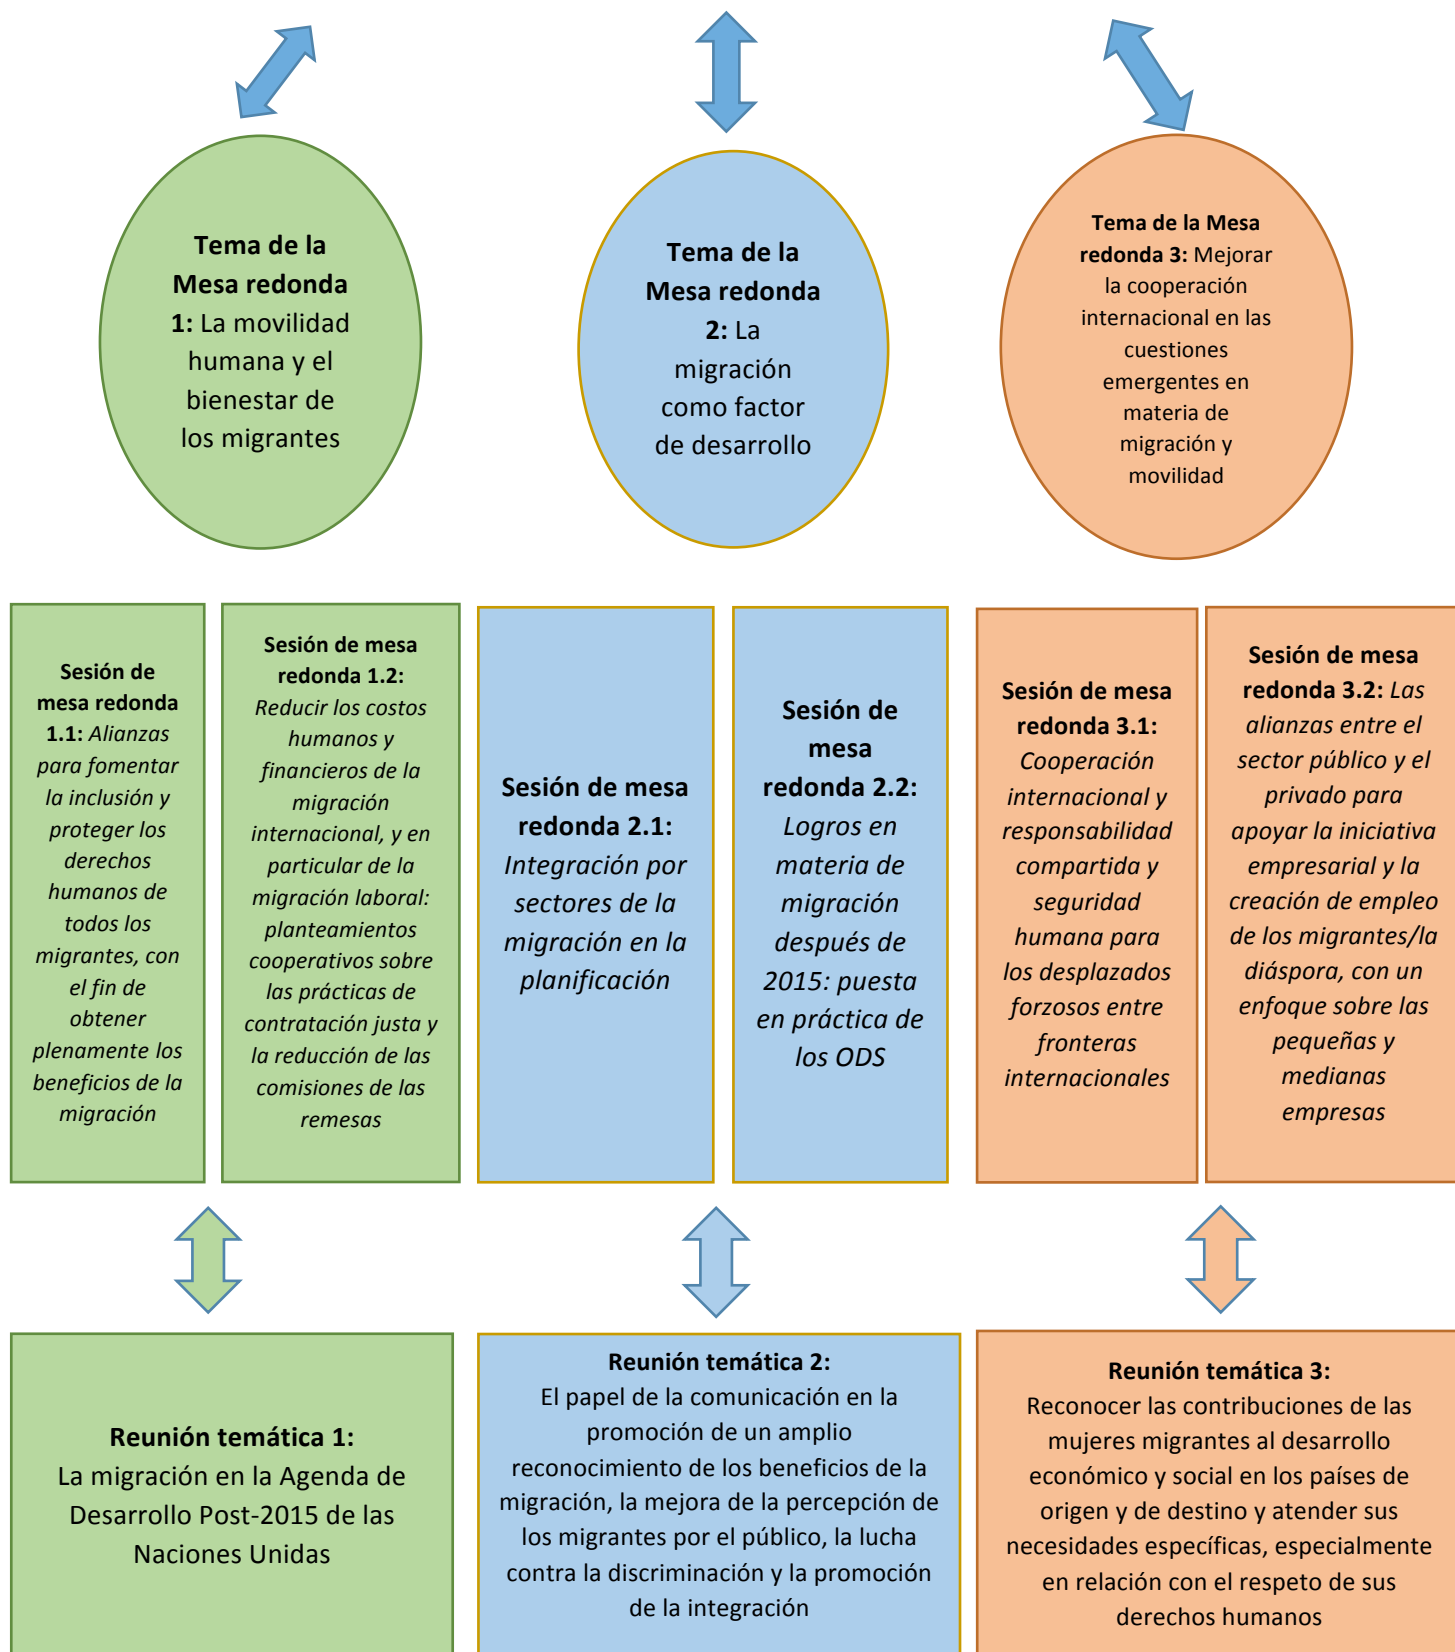 Tema de la
Mesa redonda
1: La movilidad
humana y el
bienestar de
los migrantes
Tema de la
Mesa redonda
2: La
migración
como factor
de desarrollo
Tema de la Mesa
redonda 3: Mejorar
la cooperación
internacional en las
cuestiones
emergentes en
materia de
migración y
movilidad
Sesión de
mesa redonda
1.1: Alianzas
para fomentar
la inclusión y
proteger los
derechos
humanos de
todos los
migrantes, con
el fin de
obtener
plenamente los
beneficios de la
migración
Sesión de mesa
redonda 1.2:
Reducir los costos
humanos y
financieros de la
migración
internacional, y en
particular de la
migración laboral:
planteamientos
cooperativos sobre
las prácticas de
contratación justa y
la reducción de las
comisiones de las
remesas
Sesión de mesa
redonda 2.1:
Integración por
sectores de la
migración en la
planificación
Sesión de
mesa
redonda 2.2:
Logros en
materia de
migración
después de
2015: puesta
en práctica de
los ODS
Sesión de mesa
redonda 3.1:
Cooperación
internacional y
responsabilidad
compartida y
seguridad
humana para
los desplazados
forzosos entre
fronteras
internacionales
Sesión de mesa
redonda 3.2: Las
alianzas entre el
sector público y el
privado para
apoyar la iniciativa
empresarial y la
creación de empleo
de los migrantes/la
diáspora, con un
enfoque sobre las
pequeñas y
medianas
empresas
Reunión temática 1:
La migración en la Agenda de
Desarrollo Post-2015 de las
Naciones Unidas
Reunión temática 2:
El papel de la comunicación en la
promoción de un amplio
reconocimiento de los beneficios de la
migración, la mejora de la percepción de
los migrantes por el público, la lucha
contra la discriminación y la promoción
de la integración
Reunión temática 3:
Reconocer las contribuciones de las
mujeres migrantes al desarrollo
económico y social en los países de
origen y de destino y atender sus
necesidades específicas, especialmente
en relación con el respeto de sus
derechos humanos